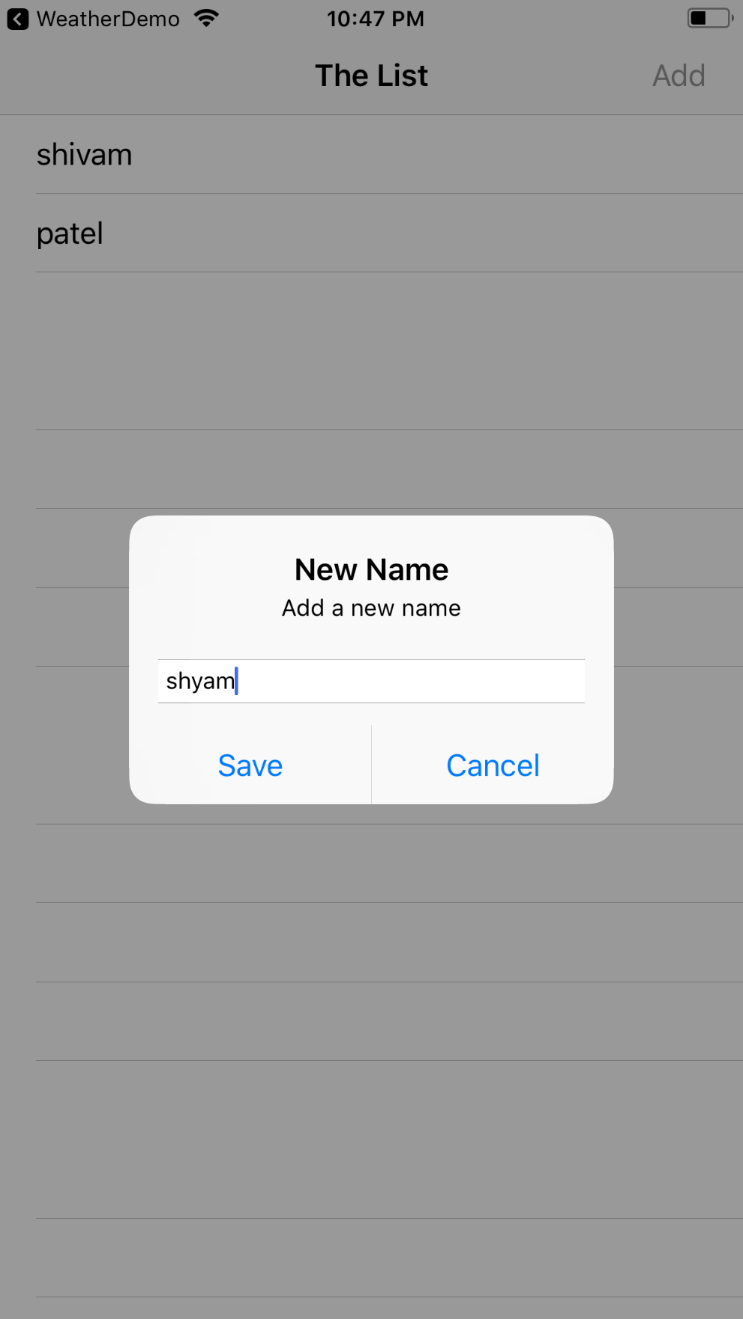 WeatherDemo 10:47 PM
The List Add
shivam
patel
New Name
Add a new name
shyam
Save Cancel